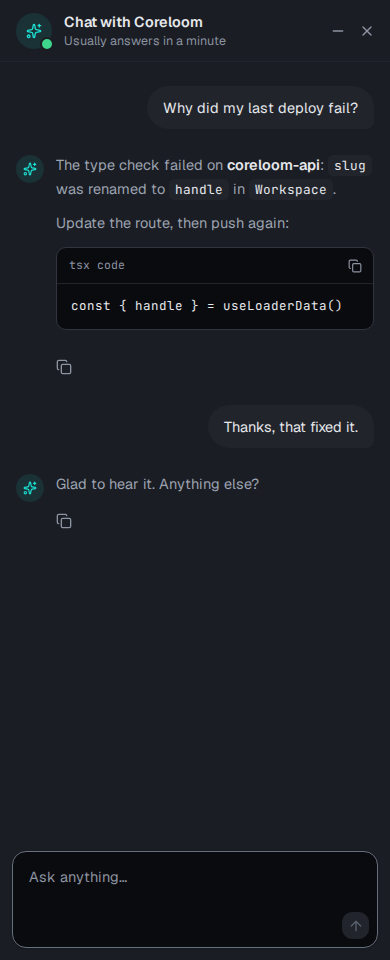 Chat with Coreloom
Usually answers in a minute
Why did my last deploy fail?
The type check failed on coreloom-api: slug
was renamed to handle in Workspace.
Update the route, then push again:
tsx code
const { handle } = useLoaderData()
Thanks, that fixed it.
Glad to hear it. Anything else?
Ask anything…